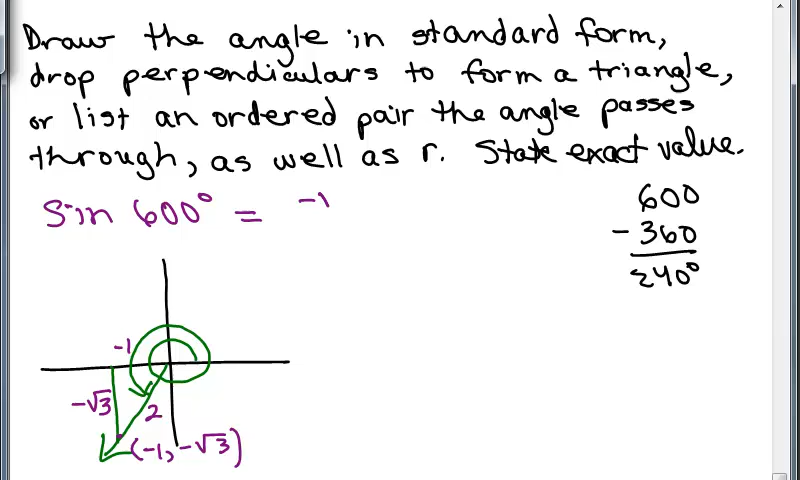 Draw the angle in standard form,
drop perpendiculars to form a triangle,
or list an ordered pair the angle passes
through, as well as r. State exact value.
sin 600° = -1
600
- 360
240°
-1
-√3
2
(-1, -√3)